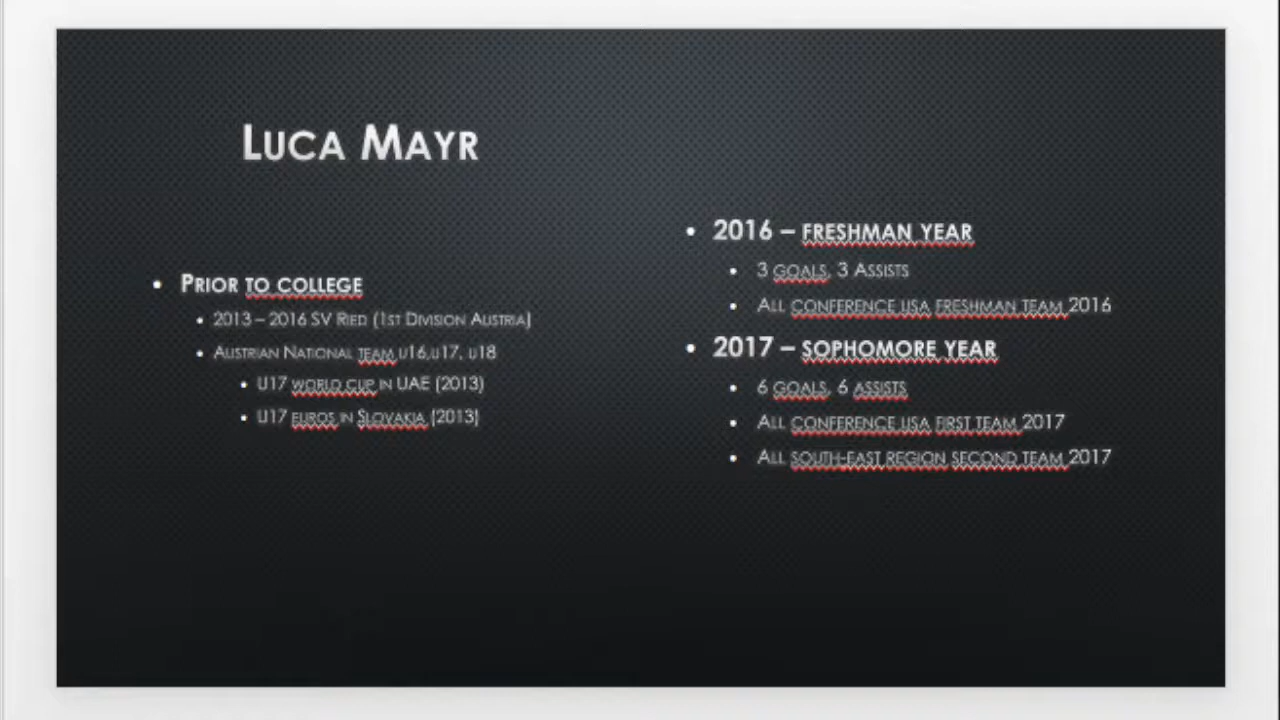 Luca Mayr
• Prior to college
• 2013 – 2016 SV Ried (1st Division Austria)
• Austrian National team u16,u17, u18
• U17 world cup in UAE (2013)
• U17 euros in Slovakia (2013)
• 2016 – freshman year
• 3 goals, 3 Assists
• All conference usa freshman team 2016
• 2017 – sophomore year
• 6 goals, 6 assists
• All conference usa first team 2017
• All south-east region second team 2017